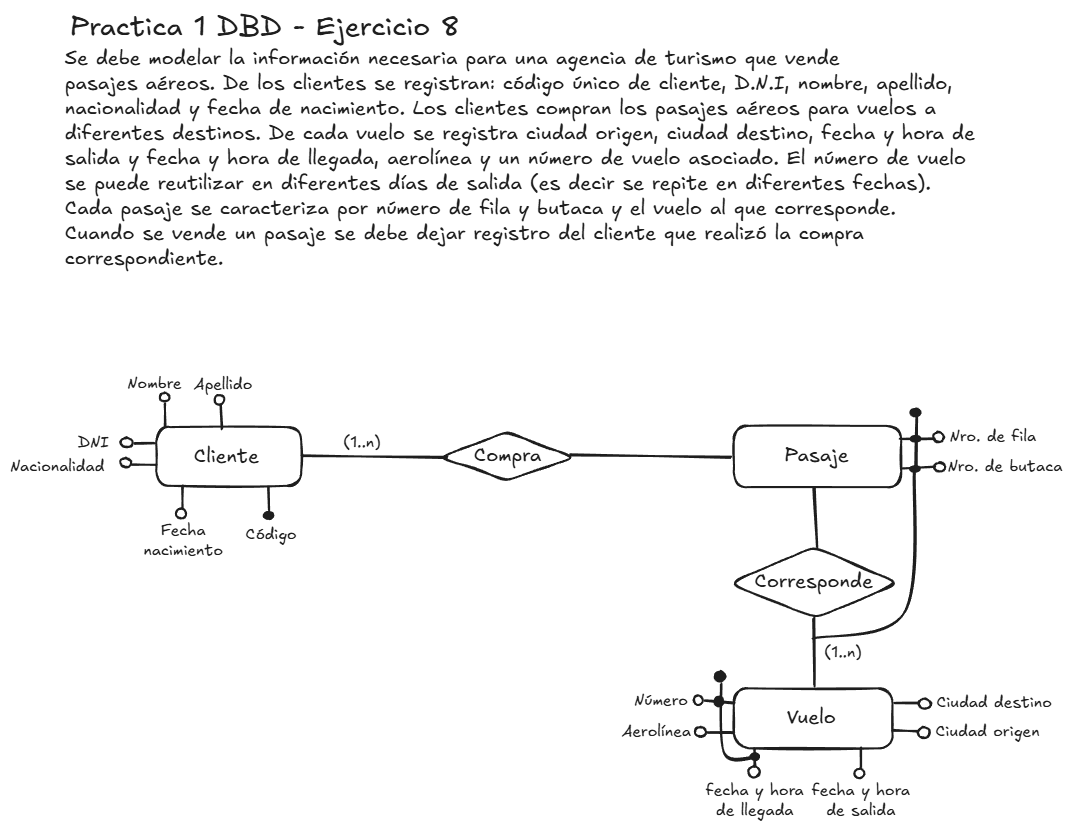 Practica 1 DBD - Ejercicio 8
Se debe modelar la información necesaria para una agencia de turismo que vende
pasajes aéreos. De los clientes se registran: código único de cliente, D.N.I, nombre, apellido,
nacionalidad y fecha de nacimiento. Los clientes compran los pasajes aéreos para vuelos a
diferentes destinos. De cada vuelo se registra ciudad origen, ciudad destino, fecha y hora de
salida y fecha y hora de llegada, aerolínea y un número de vuelo asociado. El número de vuelo
se puede reutilizar en diferentes días de salida (es decir se repite en diferentes fechas).
Cada pasaje se caracteriza por número de fila y butaca y el vuelo al que corresponde.
Cuando se vende un pasaje se debe dejar registro del cliente que realizó la compra
correspondiente.
Nombre
Apellido
DNI
Nacionalidad
Cliente
Fecha
nacimiento
Código
(1..n)
Compra
Pasaje
Nro. de fila
Nro. de butaca
Corresponde
(1..n)
Número
Aerolínea
Vuelo
Ciudad destino
Ciudad origen
fecha y hora
de llegada
fecha y hora
de salida